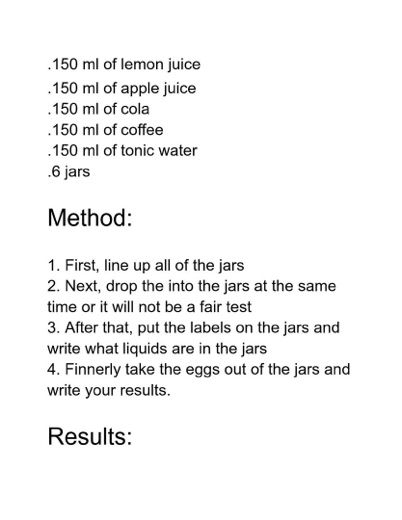 .150 ml of lemon juice
.150 ml of apple juice
.150 ml of cola
.150 ml of coffee
.150 ml of tonic water
.6 jars
Method:
1. First, line up all of the jars
2. Next, drop the into the jars at the same
time or it will not be a fair test
3. After that, put the labels on the jars and
write what liquids are in the jars
4. Finnerly take the eggs out of the jars and
write your results.
Results: